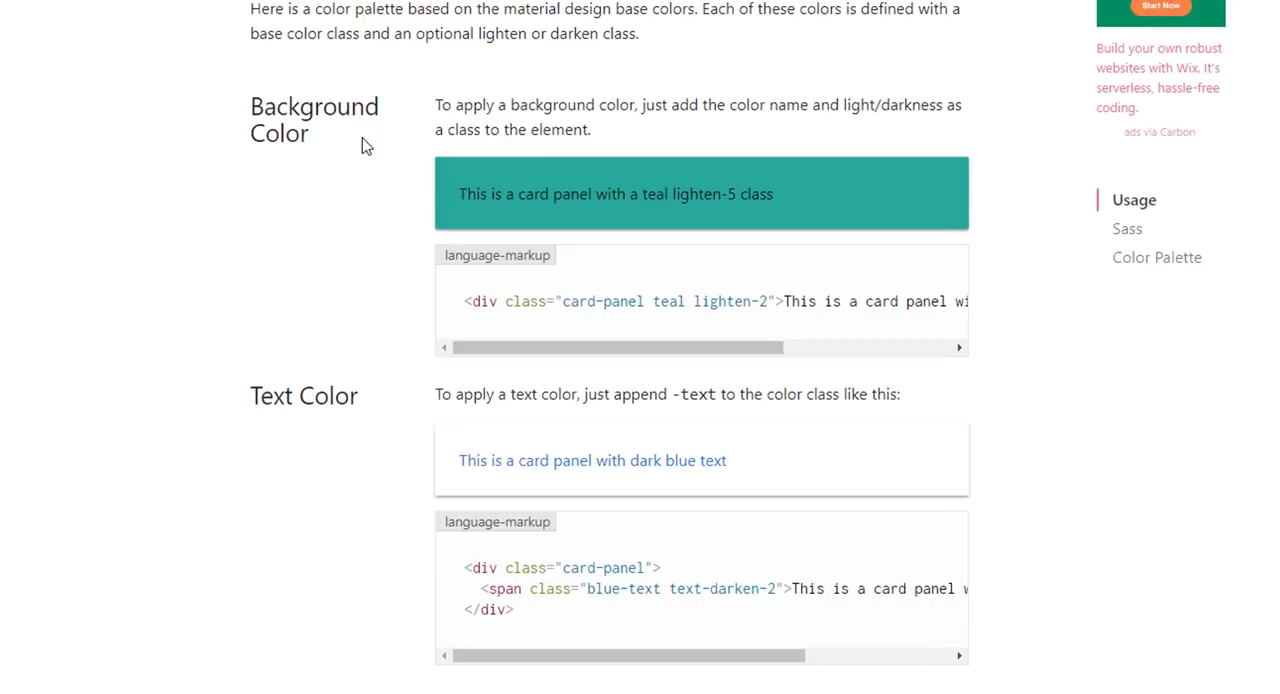 Here is a color palette based on the material design base colors. Each of these colors is defined with a
base color class and an optional lighten or darken class.
Background
Color
To apply a background color, just add the color name and light/darkness as
a class to the element.
This is a card panel with a teal lighten-5 class
language-markup
<div class="card-panel teal lighten-2">This is a card panel wi
Text Color
To apply a text color, just append -text to the color class like this:
This is a card panel with dark blue text
language-markup
<div class="card-panel">
<span class="blue-text text-darken-2">This is a card panel w
</div>
Start Now
Build your own robust
websites with Wix. It's
serverless, hassle-free
coding.
ads via Carbon
Usage
Sass
Color Palette